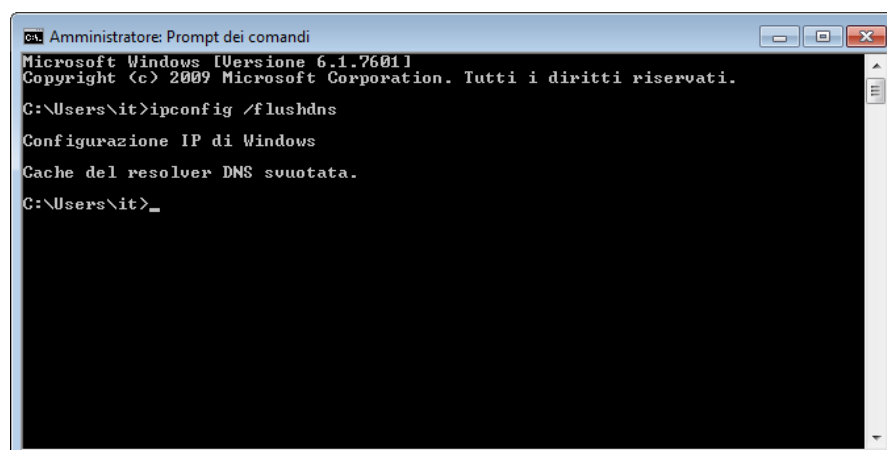 Amministratore: Prompt dei comandi
Microsoft Windows [Versione 6.1.7601]
Copyright (c) 2009 Microsoft Corporation. Tutti i diritti riservati.
C:\Users\it>ipconfig /flushdns
Configurazione IP di Windows
Cache del resolver DNS svuotata.
C:\Users\it>_